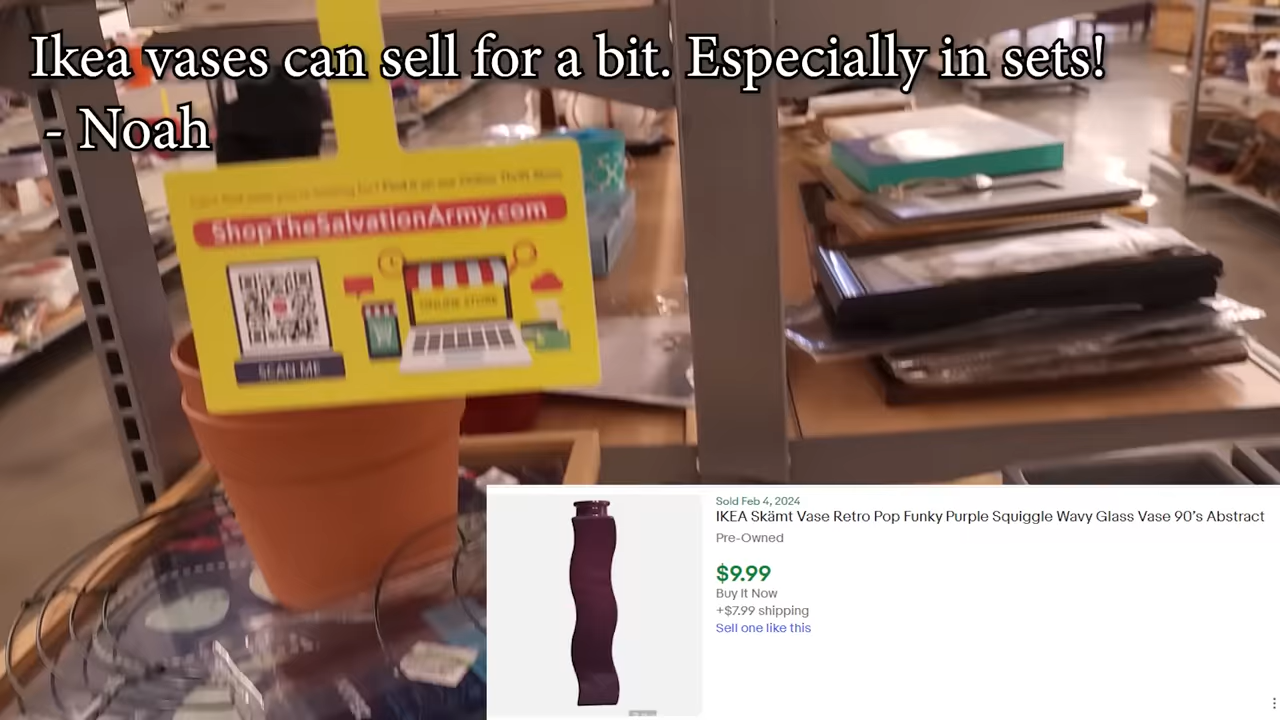 Ikea vases can sell for a bit. Especially in sets!
- Noah
ShopTheSalvationArmy.com
ONLINE STORE
SCAN ME
Sold Feb 4, 2024
IKEA Skämt Vase Retro Pop Funky Purple Squiggle Wavy Glass Vase 90's Abstract
Pre-Owned
$9.99
Buy It Now
+$7.99 shipping
Sell one like this